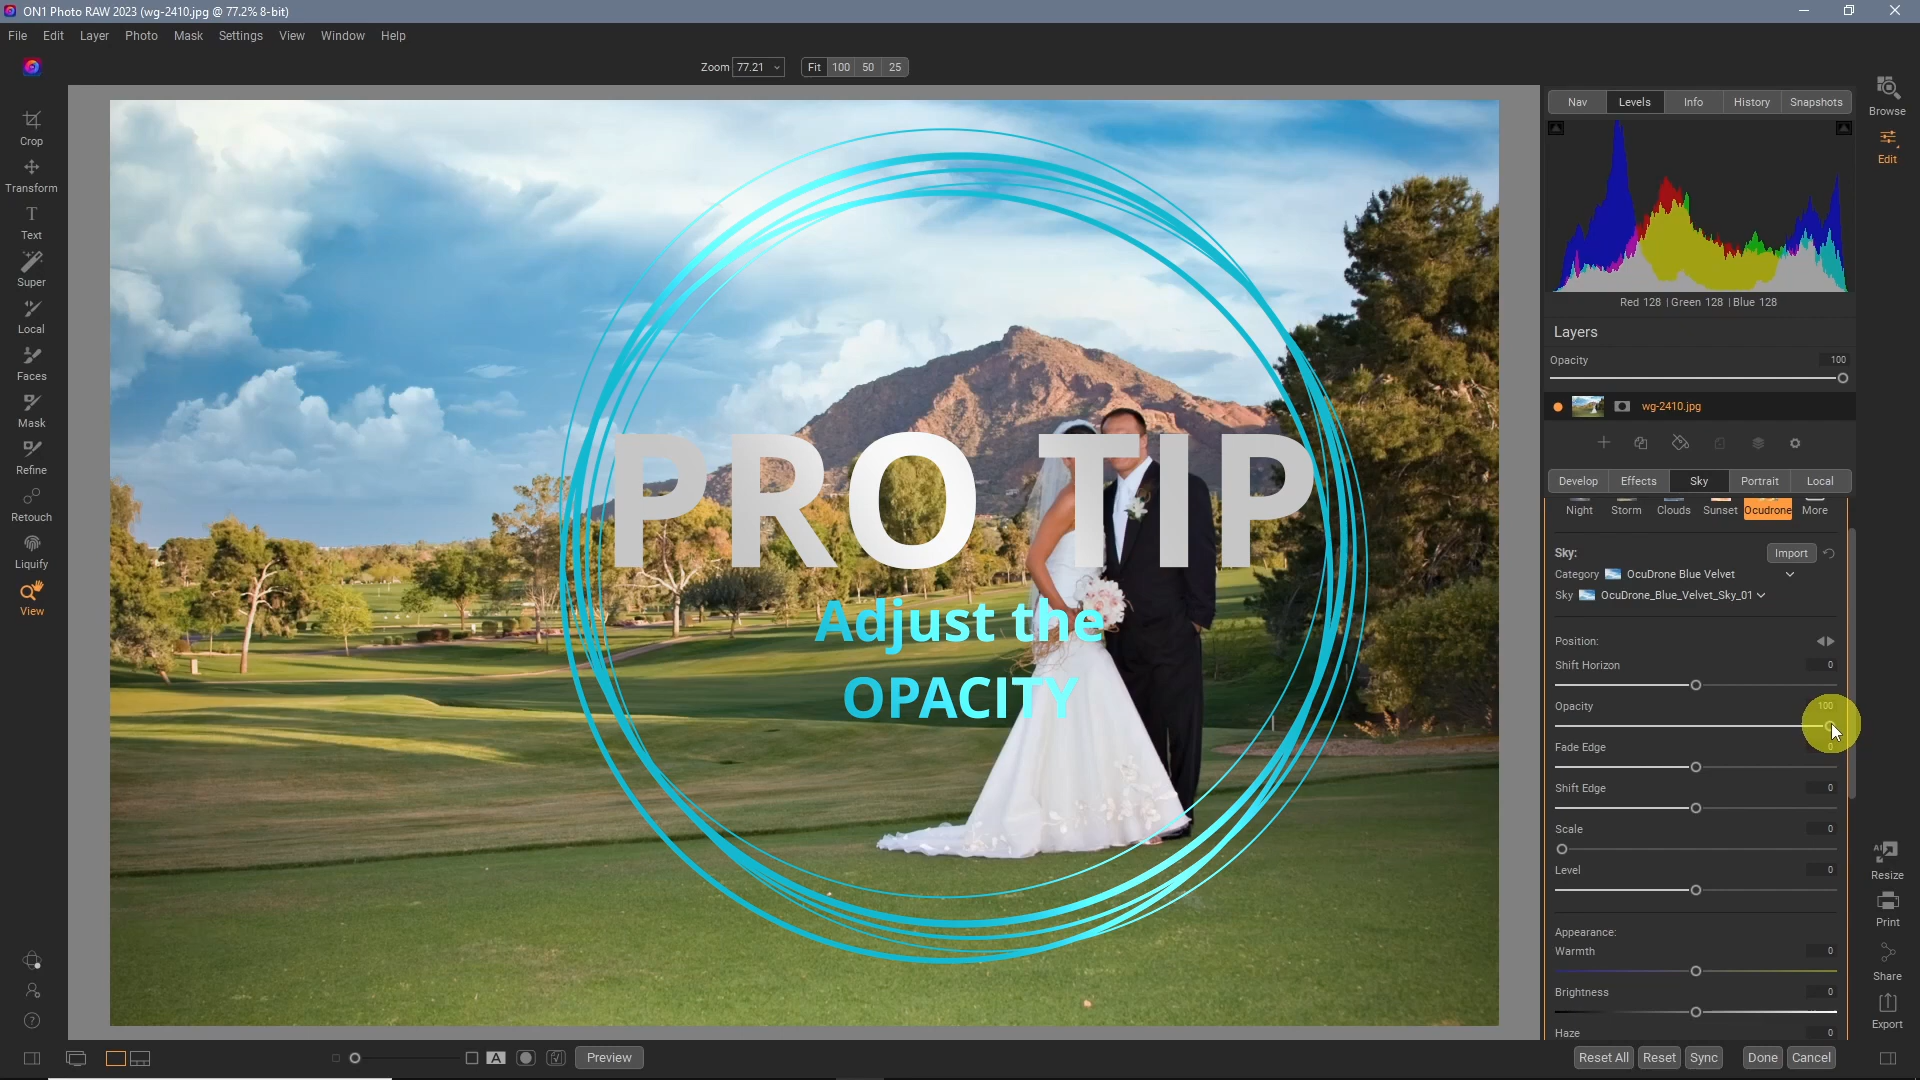 ON1 Photo RAW 2023 (wg-2410.jpg @ 77.2% 8-bit)
File Edit Layer Photo Mask Settings View Window Help
Zoom 77.21 Fit 100 50 25
Crop
Transform
T
Text
Super
Local
Faces
Mask
Refine
Retouch
Liquify
View
PRO TIP
Adjust the
OPACITY
Nav Levels Info History Snapshots
Red 128 | Green 128 | Blue 128
Layers
Opacity 100
wg-2410.jpg
Develop Effects Sky Portrait Local
Night Storm Clouds Sunset Ocudrone More
Sky: Import
Category OcuDrone Blue Velvet
Sky OcuDrone_Blue_Velvet_Sky_01
Position:
Shift Horizon 0
Opacity 100
Fade Edge 0
Shift Edge 0
Scale 0
Level 0
Appearance:
Warmth 0
Brightness 0
Haze 0
Browse
Edit
AI
Resize
Print
Share
Export
?
A Preview
Reset All Reset Sync Done Cancel